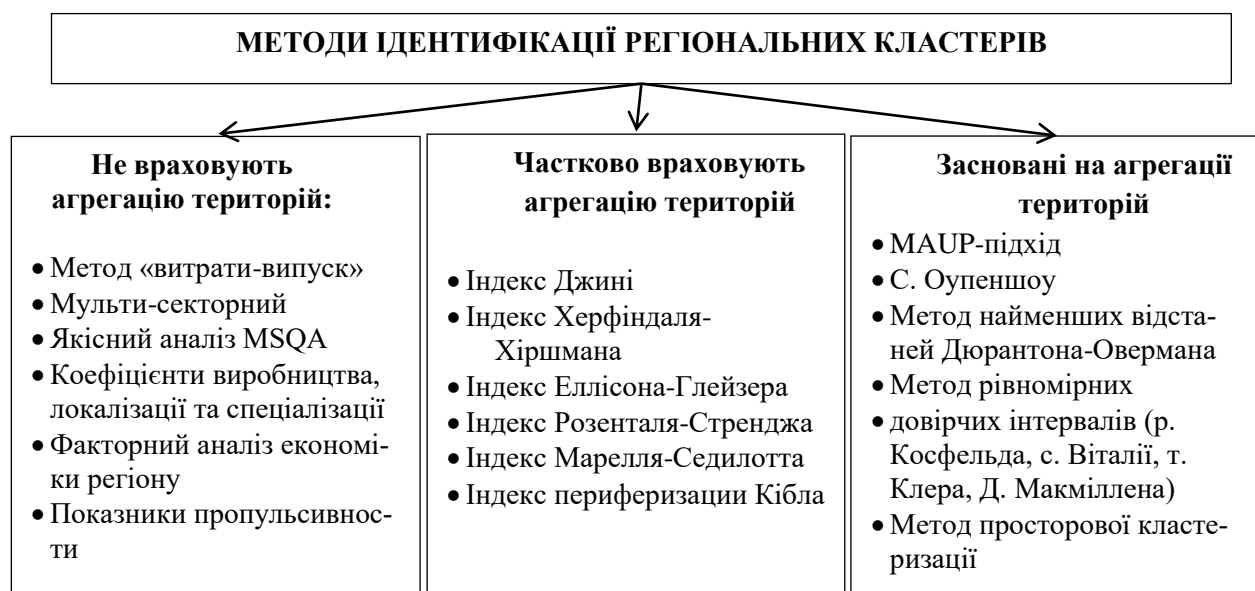 МЕТОДИ ІДЕНТИФІКАЦІЇ РЕГІОНАЛЬНИХ КЛАСТЕРІВ
Не враховують
агрегацію територій:
• Метод «витрати-випуск»
• Мульти-секторний
• Якісний аналіз MSQA
• Коефіцієнти виробництва,
локалізації та спеціалізації
• Факторний аналіз економі-
ки регіону
• Показники пропульсивнос-
ти
Частково враховують
агрегацію територій
• Індекс Джині
• Індекс Херфіндаля-
Хіршмана
• Індекс Еллісона-Глейзера
• Індекс Розенталя-Стренджа
• Індекс Марелля-Седилотта
• Індекс периферизации Кібла
Засновані на агрегації
територій
• MAUP-підхід
• С. Оупеншоу
• Метод найменших відста-
ней Дюрантона-Овермана
• Метод рівномірних
• довірчих інтервалів (р.
Косфельда, с. Віталії, т.
Клера, Д. Макміллена)
• Метод просторової класте-
ризації